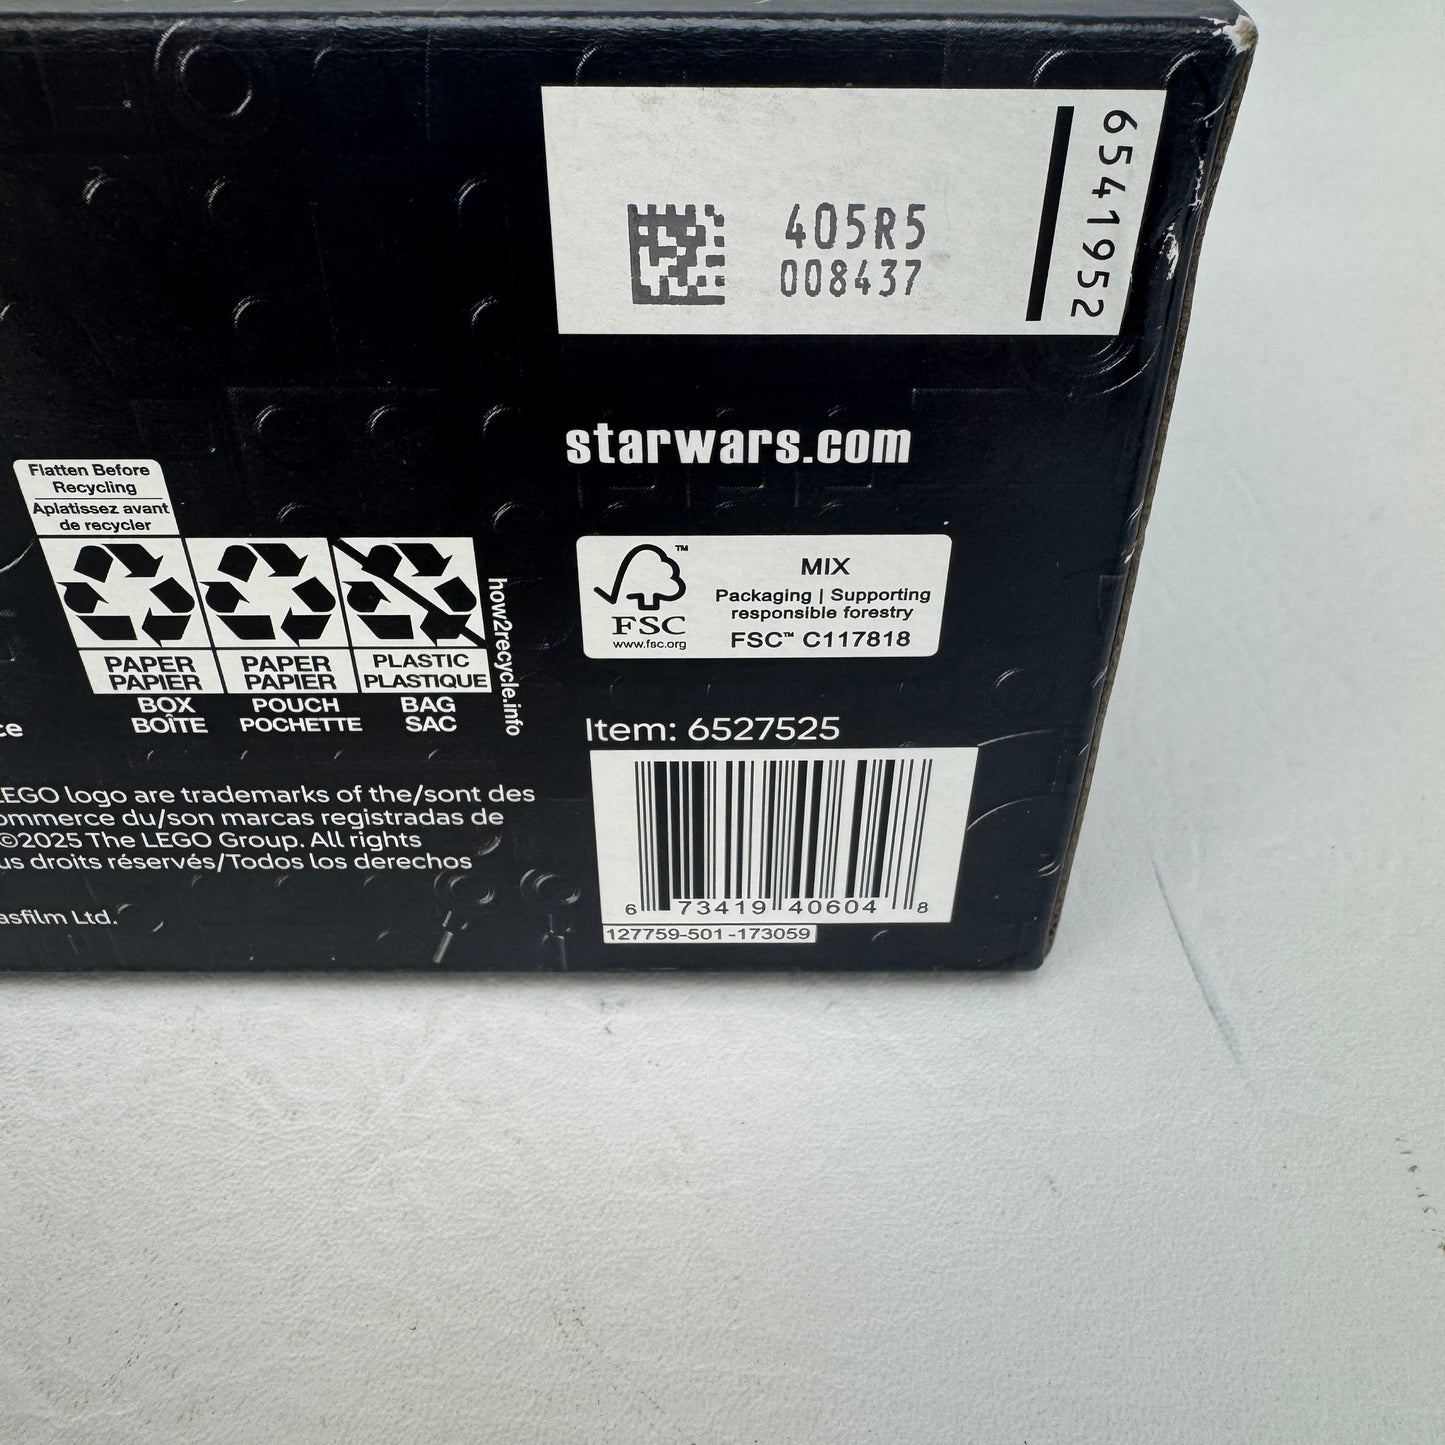 405R5
008437
6541952
starwars.com
Flatten Before
Recycling
Aplatissez avant
de recycler
PAPER
PAPIER
BOX
BOÎTE
PAPER
PAPIER
POUCH
POCHETTE
PLASTIC
PLASTIQUE
BAG
SAC
how2recycle.info
™
FSC
www.fsc.org
MIX
Packaging | Supporting
responsible forestry
FSC™ C117818
Item: 6527525
6 73419 40604 8
127759-501-173059
ce
LEGO logo are trademarks of the/sont des
ommerce du/son marcas registradas de
©2025 The LEGO Group. All rights
us droits réservés/Todos los derechos
asfilm Ltd.